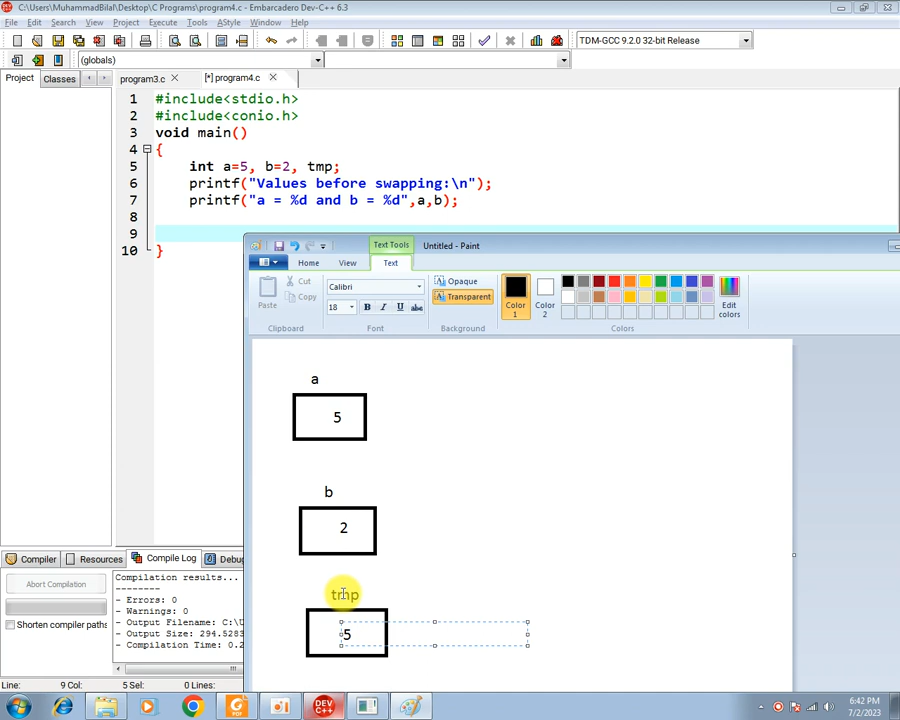 C:\Users\MuhammadBilal\Desktop\C Programs\program4.c - Embarcadero Dev-C++ 6.3
File Edit Search View Project Execute Tools AStyle Window Help
TDM-GCC 9.2.0 32-bit Release
(globals)
Project Classes
program3.c [*] program4.c
1 #include<stdio.h>
2 #include<conio.h>
3 void main()
4 {
5 int a=5, b=2, tmp;
6 printf("Values before swapping:\n");
7 printf("a = %d and b = %d",a,b);
8
9
10 }
Text Tools Untitled - Paint
Home View Text
Paste Cut Copy
Calibri
18 B I U abc
Opaque
Transparent
Color 1 Color 2 Edit colors
Clipboard Font Background Colors
a
5
b
2
tmp
5
Compiler Resources Compile Log Debu
Abort Compilation
Shorten compiler paths
Compilation results...
--------
- Errors: 0
- Warnings: 0
- Output Filename: C:\U
- Output Size: 294.5283
- Compilation Time: 0.2
Line: 9 Col: 5 Sel: 0 Lines:
PDF DEV C++
6:42 PM
7/2/2023